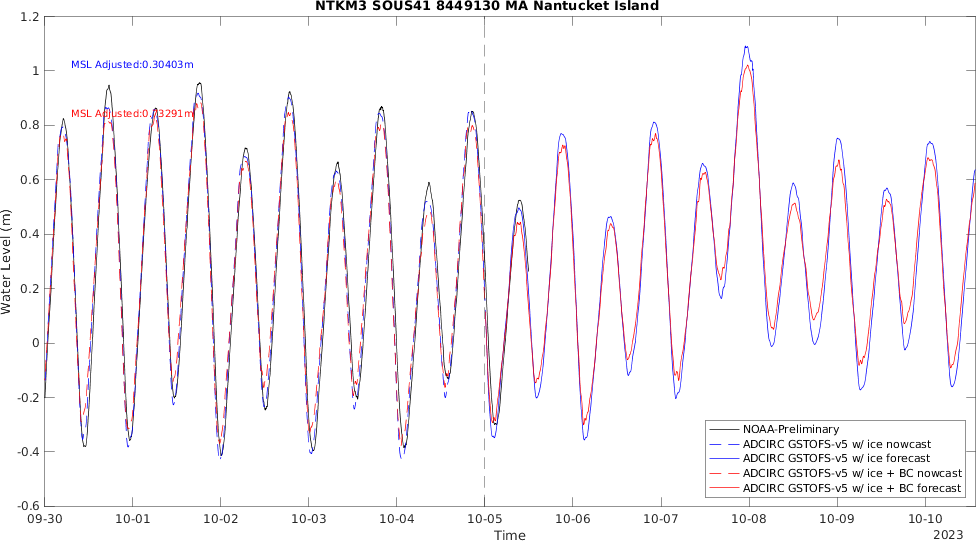 NTKM3 SOUS41 8449130 MA Nantucket Island
1.2
1
0.8
0.6
0.4
0.2
0
-0.2
-0.4
-0.6
Water Level (m)
MSL Adjusted:0.30403m
MSL Adjusted:0.23291m
NOAA-Preliminary
ADCIRC GSTOFS-v5 w/ ice nowcast
ADCIRC GSTOFS-v5 w/ ice forecast
ADCIRC GSTOFS-v5 w/ ice + BC nowcast
ADCIRC GSTOFS-v5 w/ ice + BC forecast
09-30 10-01 10-02 10-03 10-04 10-05 10-06 10-07 10-08 10-09 10-10
Time
2023